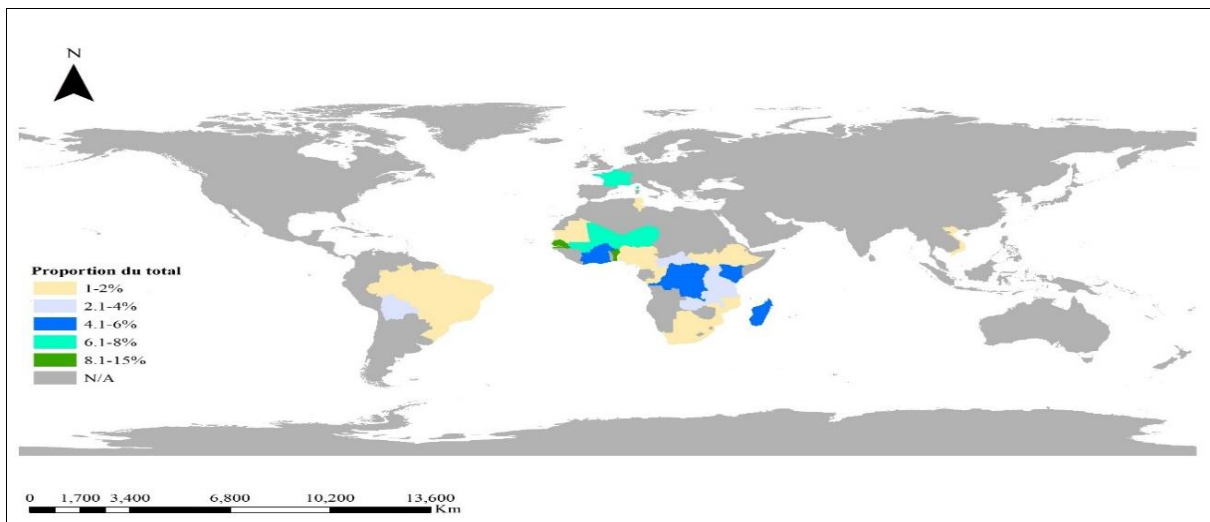 N
Proportion du total
1-2%
2.1-4%
4.1-6%
6.1-8%
8.1-15%
N/A
0 1,700 3,400 6,800 10,200 13,600
Km